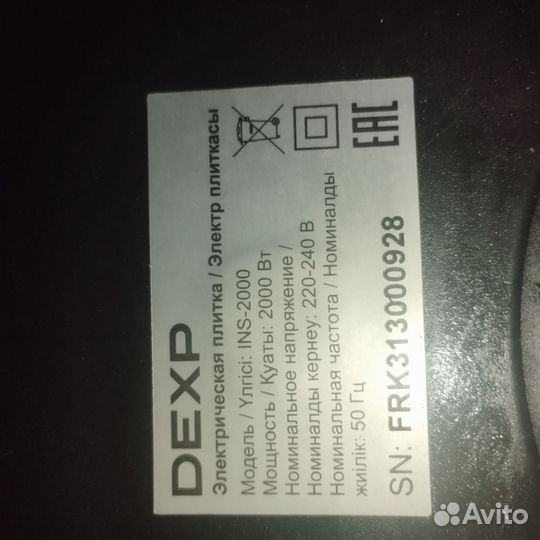 DEXP
Электрическая плитка / Электр плиткасы
Модель / Үлгісі: INS-2000
Мощность / Қуаты: 2000 Вт
Номинальное напряжение /
Номиналды кернеу: 220-240 В
Номинальная частота / Номиналды
жиілік: 50 Гц
SN: FRK313000928
EAC
Avito